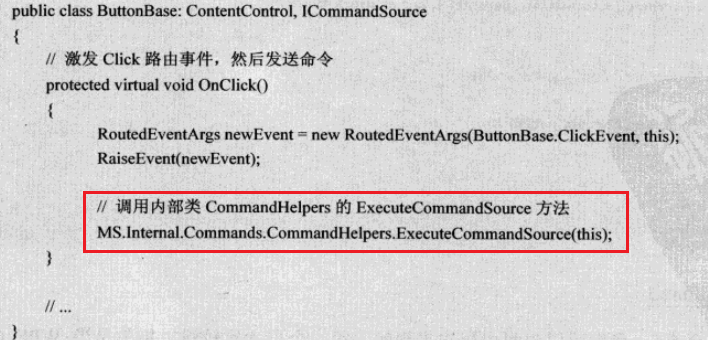 public class ButtonBase: ContentControl, ICommandSource
{
// 激发 Click 路由事件，然后发送命令
protected virtual void OnClick()
{
RoutedEventArgs newEvent = new RoutedEventArgs(ButtonBase.ClickEvent, this);
RaiseEvent(newEvent);
// 调用内部类 CommandHelpers 的 ExecuteCommandSource 方法
MS.Internal.Commands.CommandHelpers.ExecuteCommandSource(this);
}
// ...
}